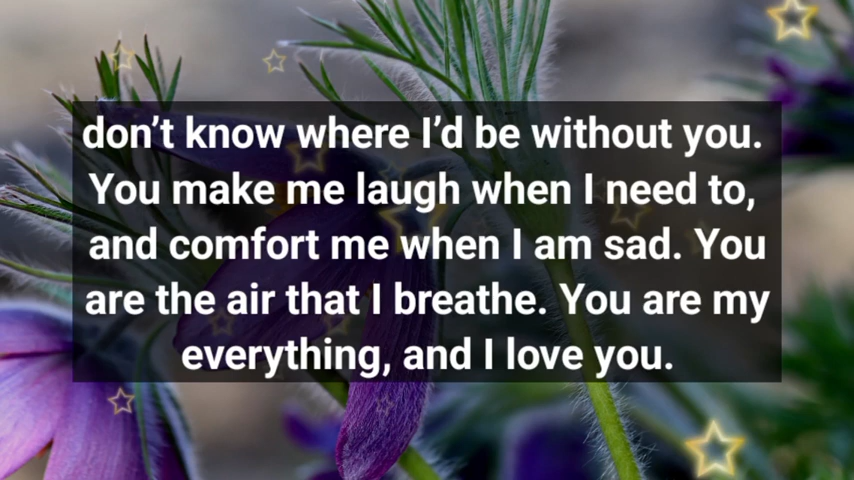 don’t know where I’d be without you.
You make me laugh when I need to,
and comfort me when I am sad. You
are the air that I breathe. You are my
everything, and I love you.